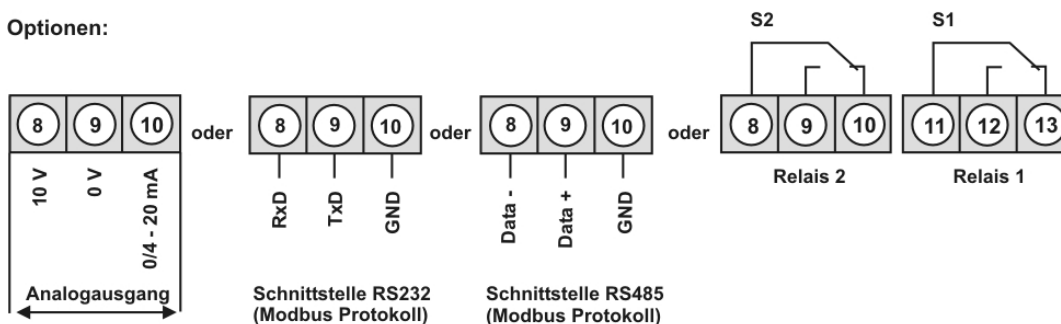 Optionen:
S2
S1
8 9 10
oder
8 9 10
oder
8 9 10
oder
8 9 10
11 12 13
10 V
0 V
0/4 - 20 mA
RxD
TxD
GND
Data -
Data +
GND
Relais 2
Relais 1
Analogausgang
Schnittstelle RS232
(Modbus Protokoll)
Schnittstelle RS485
(Modbus Protokoll)